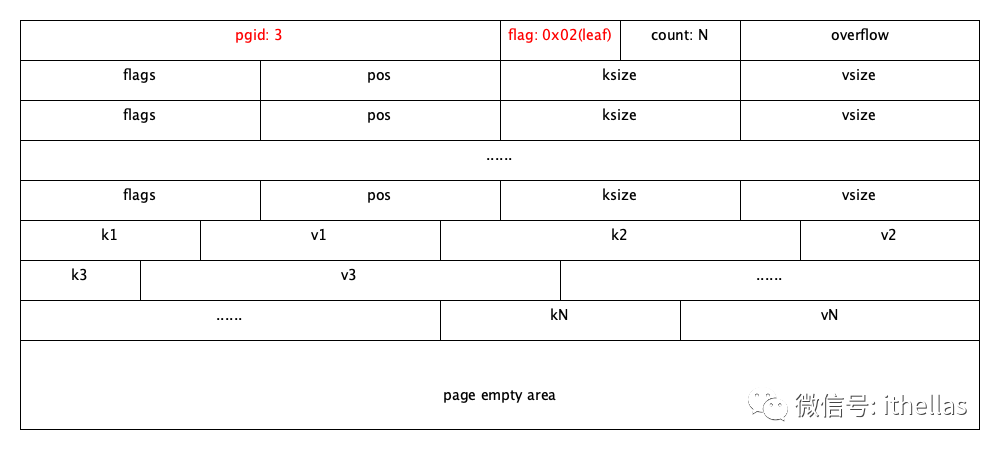 pgid: 3 flag: 0x02(leaf) count: N overflow
flags pos ksize vsize
flags pos ksize vsize
......
flags pos ksize vsize
k1 v1 k2 v2
k3 v3 ......
...... kN vN
page empty area
微信号: ithellas